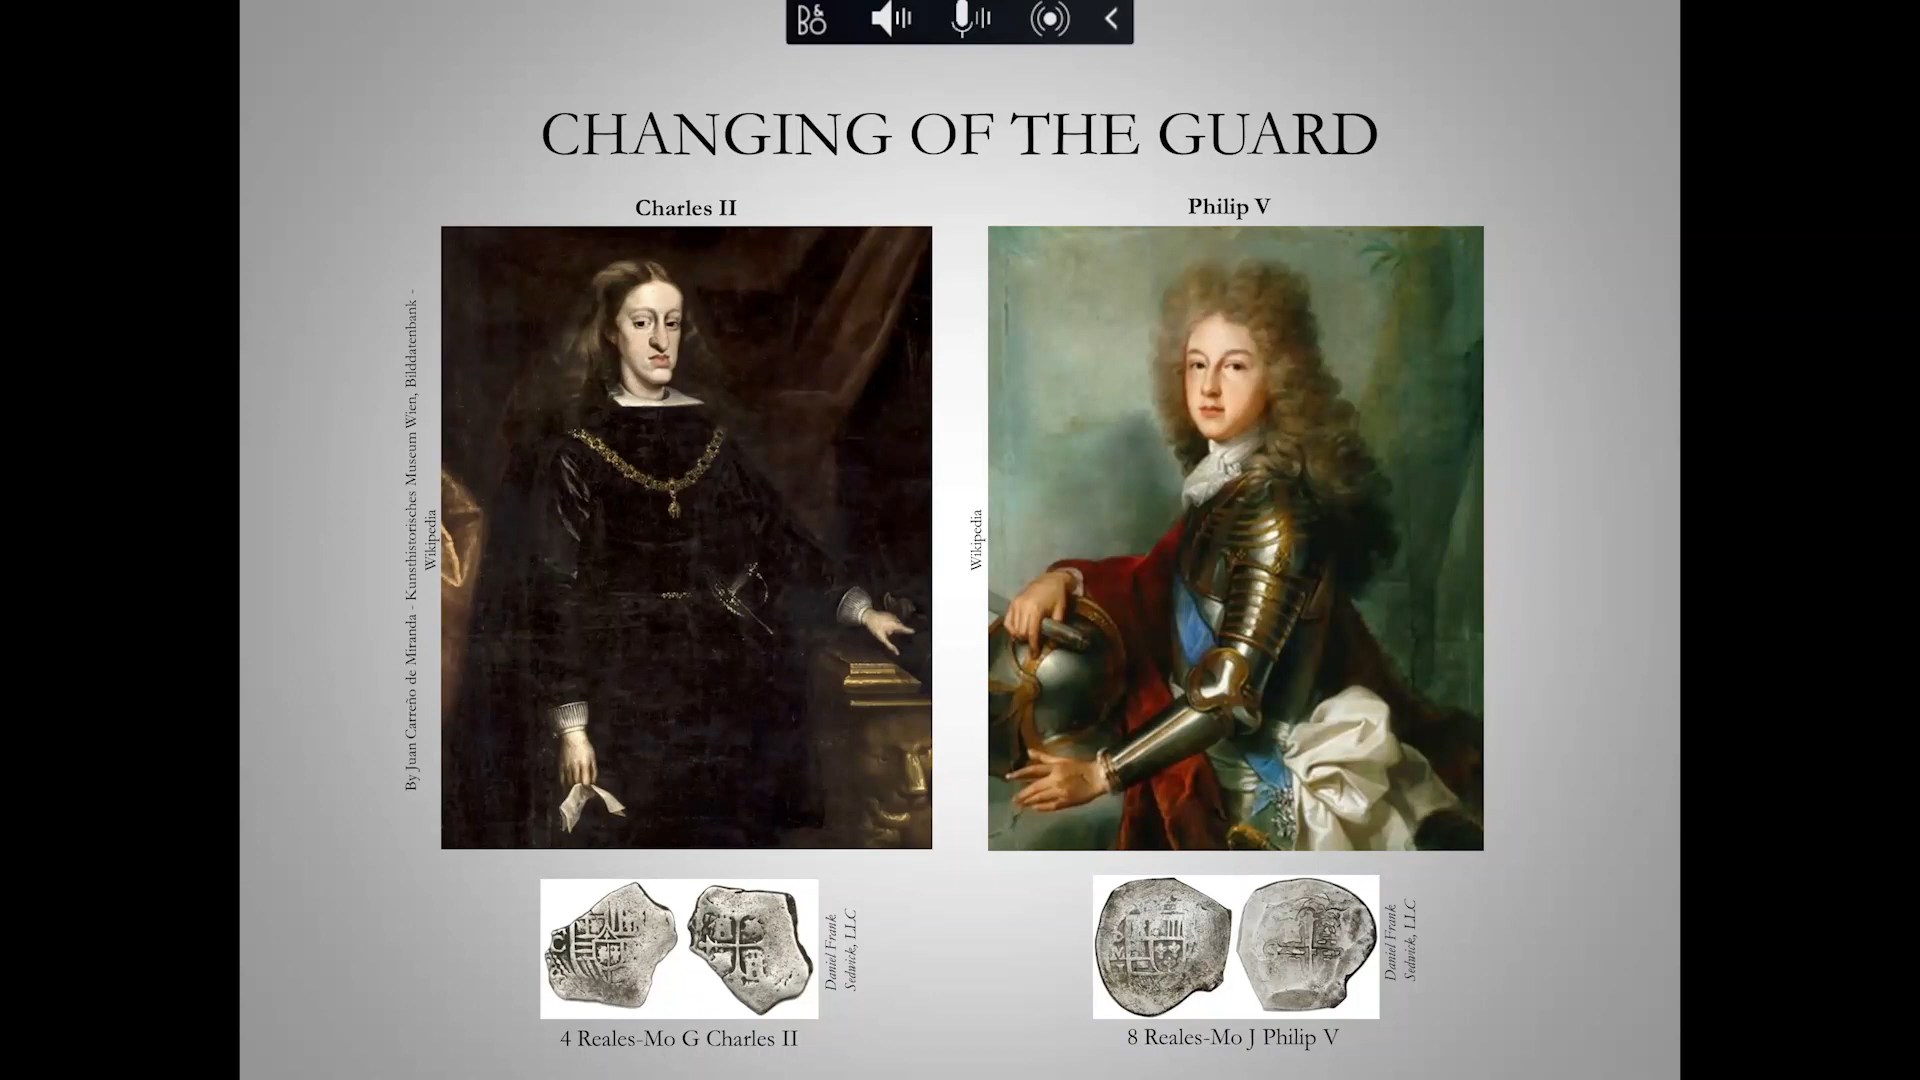 B&O
CHANGING OF THE GUARD
Charles II
Philip V
By Juan Carreño de Miranda - Kunsthistorisches Museum Wien, Bilddatenbank -
Wikipedia
Wikipedia
Daniel Frank
Sedwick, LLC
Daniel Frank
Sedwick, LLC
4 Reales-Mo G Charles II
8 Reales-Mo J Philip V